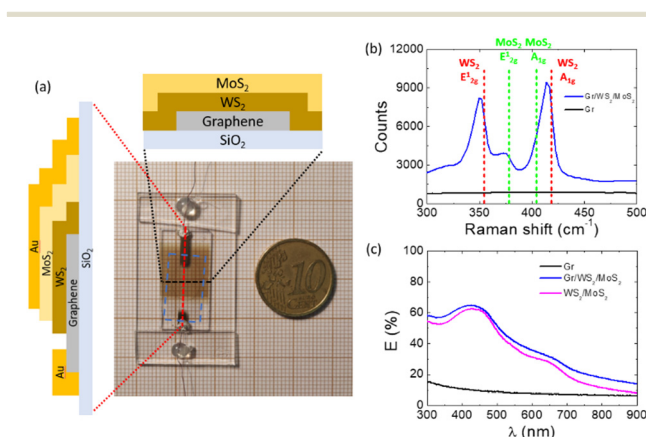 (a)
MoS2
WS2
Graphene
SiO2
Au
MoS2
WS2
Graphene
SiO2
Au
10
(b)
MoS2 MoS2
WS2 E¹2g A1g WS2
E¹2g A1g
12000
9000
6000
3000
0
Counts
Gr/WS2/MoS2
Gr
300 350 400 450 500
Raman shift (cm⁻¹)
(c)
100
80
60
40
20
0
E (%)
Gr
Gr/WS2/MoS2
WS2/MoS2
300 400 500 600 700 800 900
λ (nm)